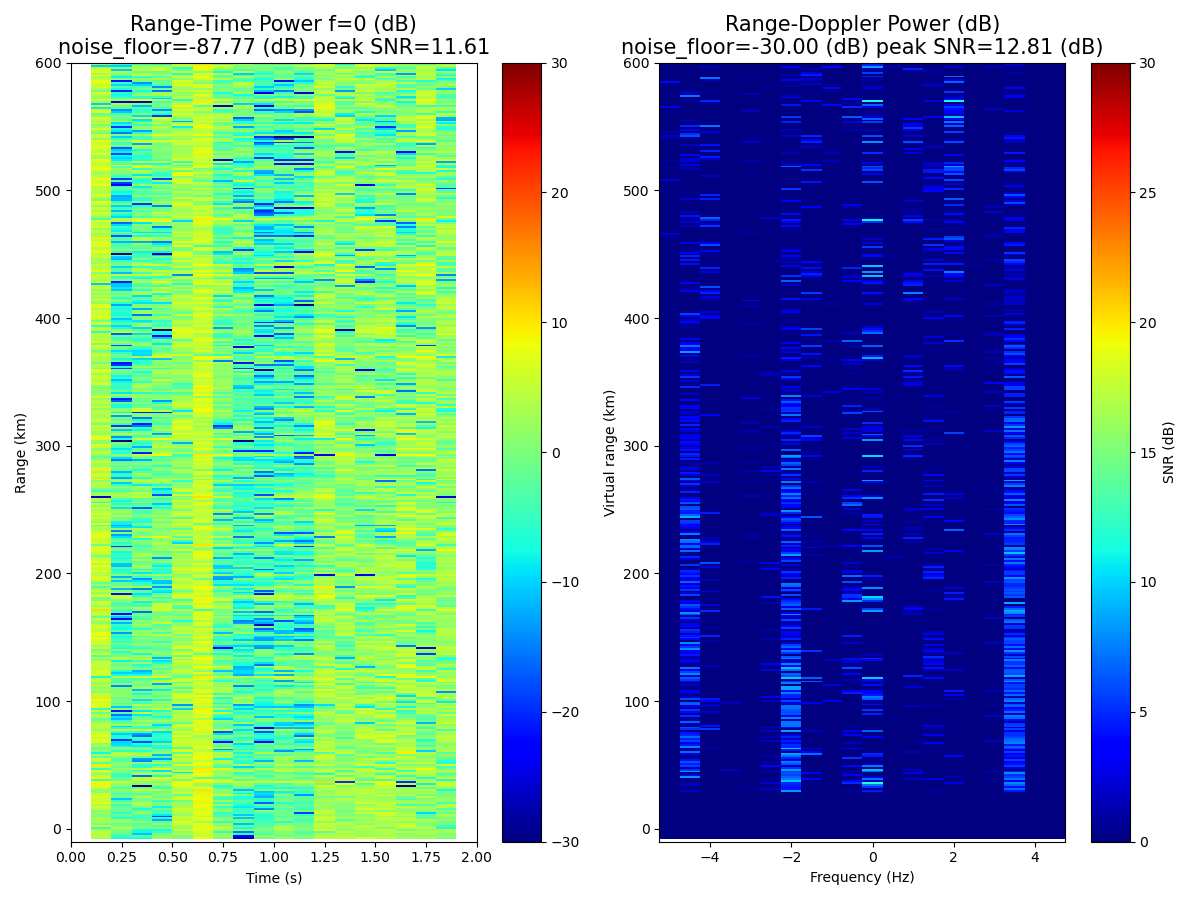 Range-Time Power f=0 (dB)
noise_floor=-87.77 (dB) peak SNR=11.61
Range-Doppler Power (dB)
noise_floor=-30.00 (dB) peak SNR=12.81 (dB)
600
500
400
300
200
100
0
Range (km)
0.00 0.25 0.50 0.75 1.00 1.25 1.50 1.75 2.00
Time (s)
30
20
10
0
−10
−20
−30
600
500
400
300
200
100
0
Virtual range (km)
−4 −2 0 2 4
Frequency (Hz)
30
25
20
15
10
5
0
SNR (dB)